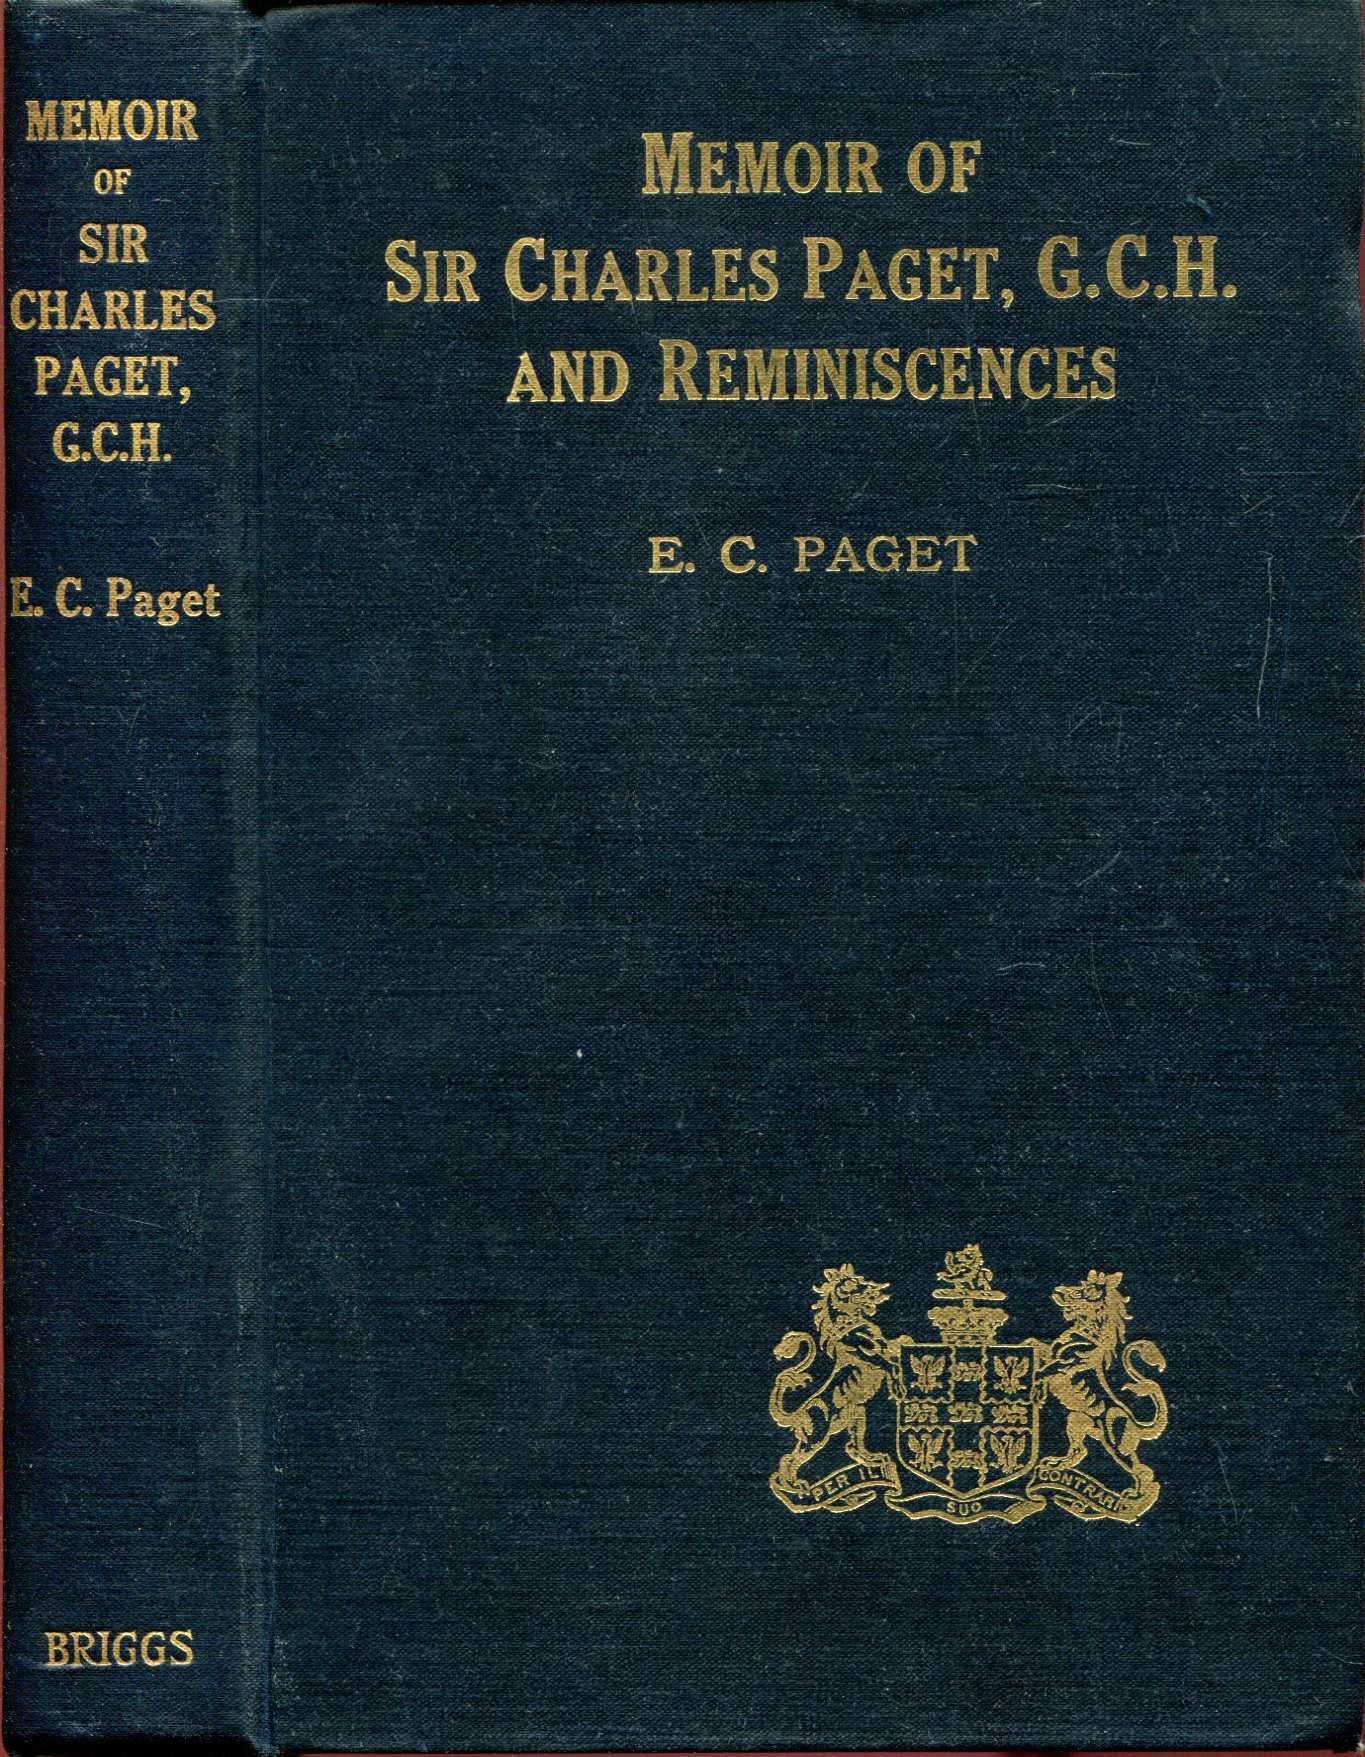 MEMOIR
OF
SIR
CHARLES
PAGET,
G.C.H.
E. C. Paget
BRIGGS
MEMOIR OF
SIR CHARLES PAGET, G.C.H.
AND REMINISCENCES
E. C. PAGET
PER IL SUO CONTRARIO